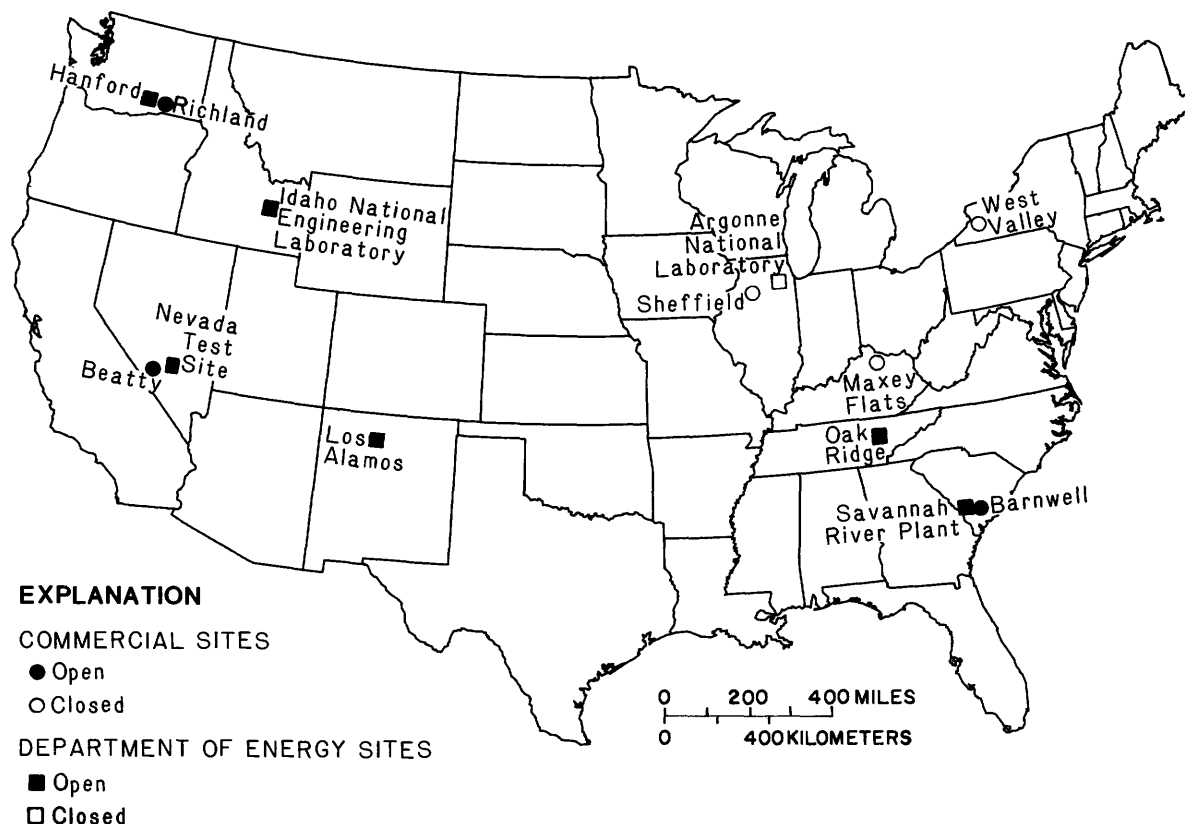 Hanford
Richland
Idaho National
Engineering
Laboratory
Argonne
National
Laboratory
Sheffield
West
Valley
Nevada
Test
Site
Beatty
Maxey
Flats
Los
Alamos
Oak
Ridge
Savannah
River Plant
Barnwell
EXPLANATION
COMMERCIAL SITES
Open
Closed
DEPARTMENT OF ENERGY SITES
Open
Closed
0 200 400 MILES
0 400 KILOMETERS